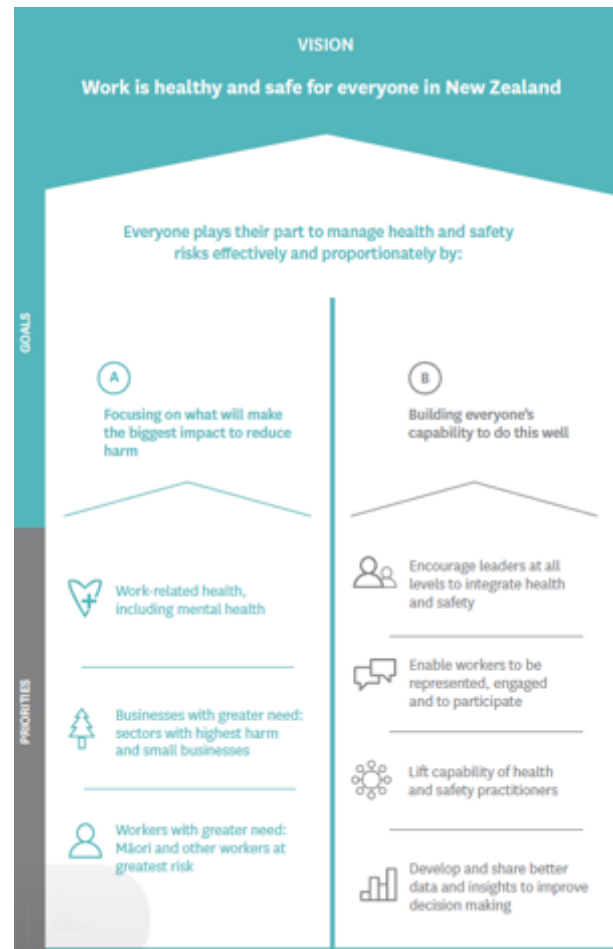 VISION
Work is healthy and safe for everyone in New Zealand
GOALS
Everyone plays their part to manage health and safety
risks effectively and proportionately by:
A
Focusing on what will make
the biggest impact to reduce
harm
B
Building everyone's
capability to do this well
PRIORITIES
Work-related health,
including mental health
Businesses with greater need:
sectors with highest harm
and small businesses
Workers with greater need:
Māori and other workers at
greatest risk
Encourage leaders at all
levels to integrate health
and safety
Enable workers to be
represented, engaged
and to participate
Lift capability of health
and safety practitioners
Develop and share better
data and insights to improve
decision making